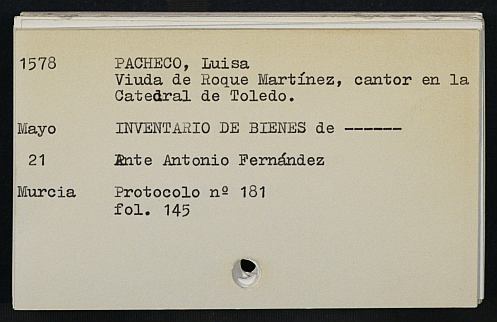 1578 PACHECO, Luisa
Viuda de Roque Martínez, cantor en la
Catedral de Toledo.
Mayo INVENTARIO DE BIENES de ------
21 Ante Antonio Fernández
Murcia Protocolo nº 181
fol. 145